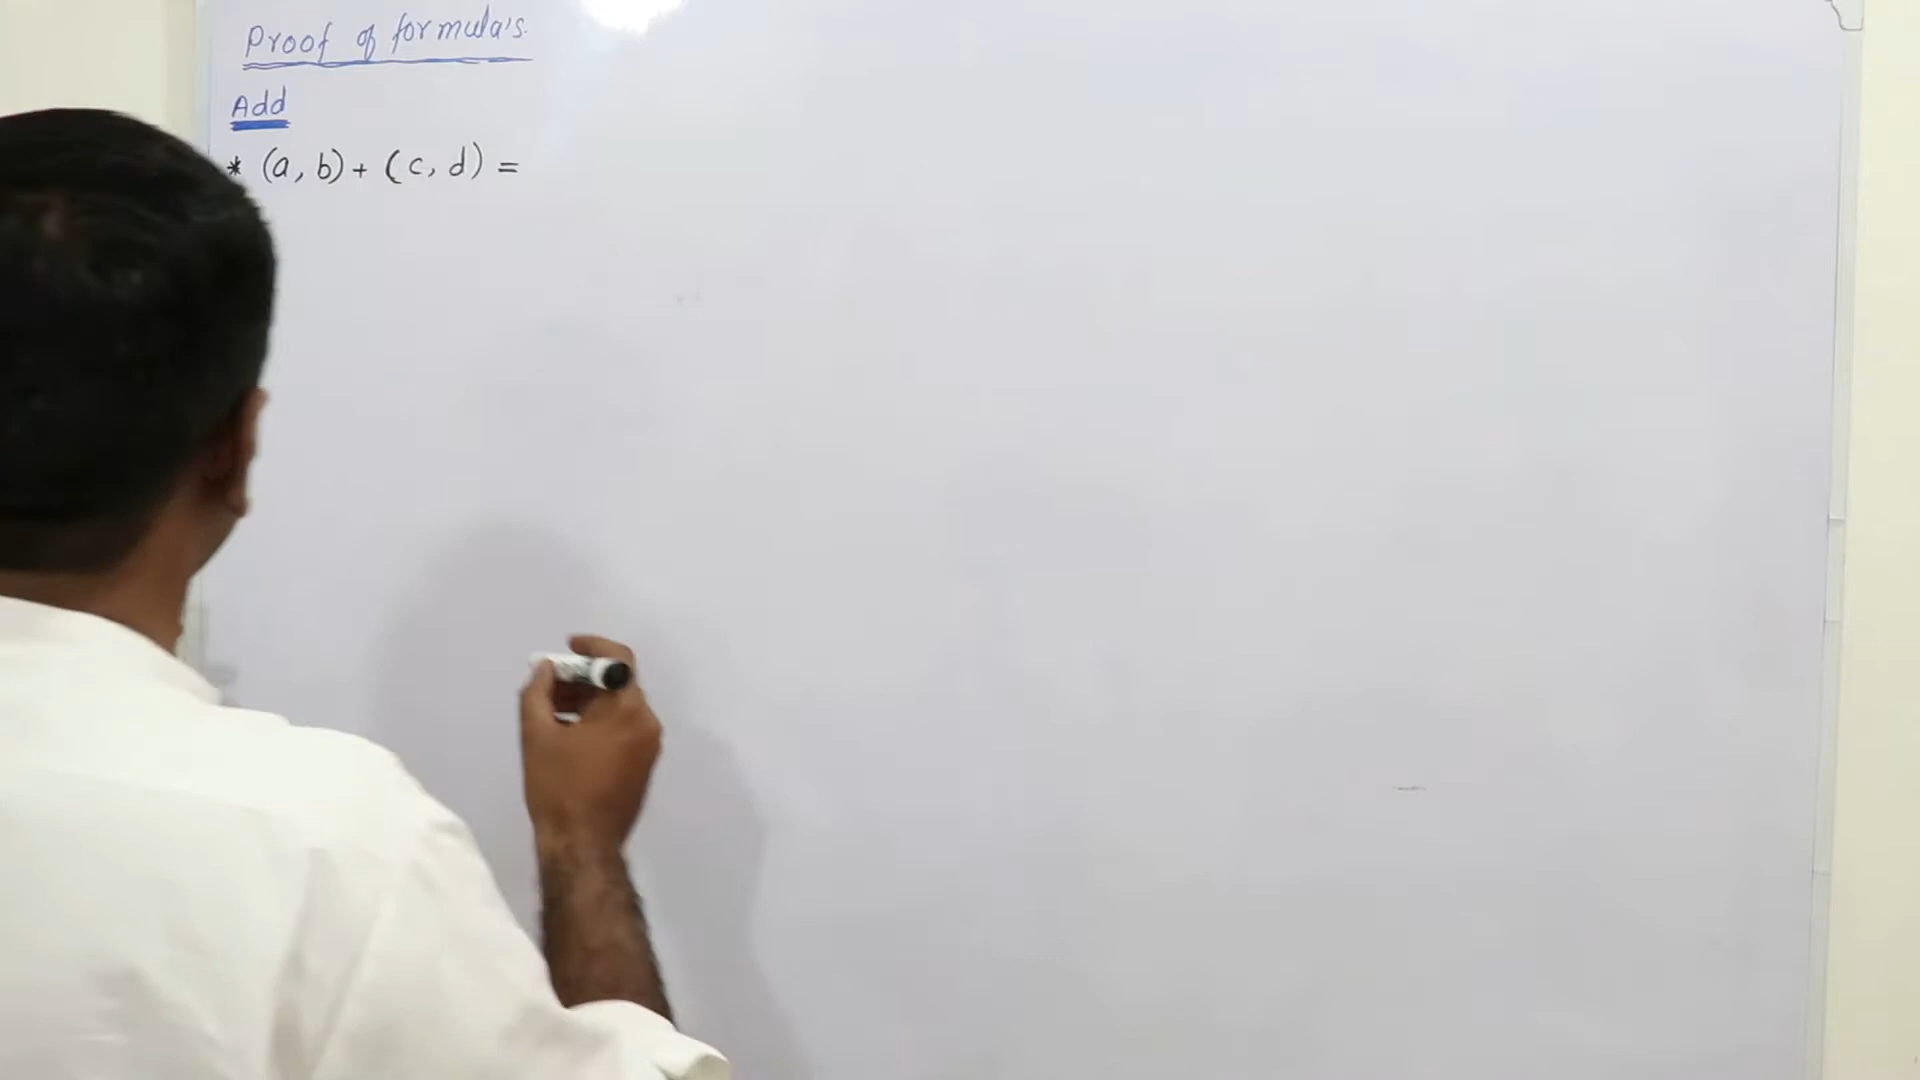 Proof of formula's.
Add
* (a, b) + (c, d) =